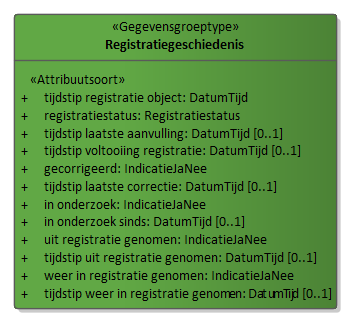 «Gegevensgroeptype»
Registratiegeschiedenis
«Attribuutsoort»
+ tijdstip registratie object: DatumTijd
+ registratiestatus: Registratiestatus
+ tijdstip laatste aanvulling: DatumTijd [0..1]
+ tijdstip voltooiing registratie: DatumTijd [0..1]
+ gecorrigeerd: IndicatieJaNee
+ tijdstip laatste correctie: DatumTijd [0..1]
+ in onderzoek: IndicatieJaNee
+ in onderzoek sinds: DatumTijd [0..1]
+ uit registratie genomen: IndicatieJaNee
+ tijdstip uit registratie genomen: DatumTijd [0..1]
+ weer in registratie genomen: IndicatieJaNee
+ tijdstip weer in registratie genomen: DatumTijd [0..1]